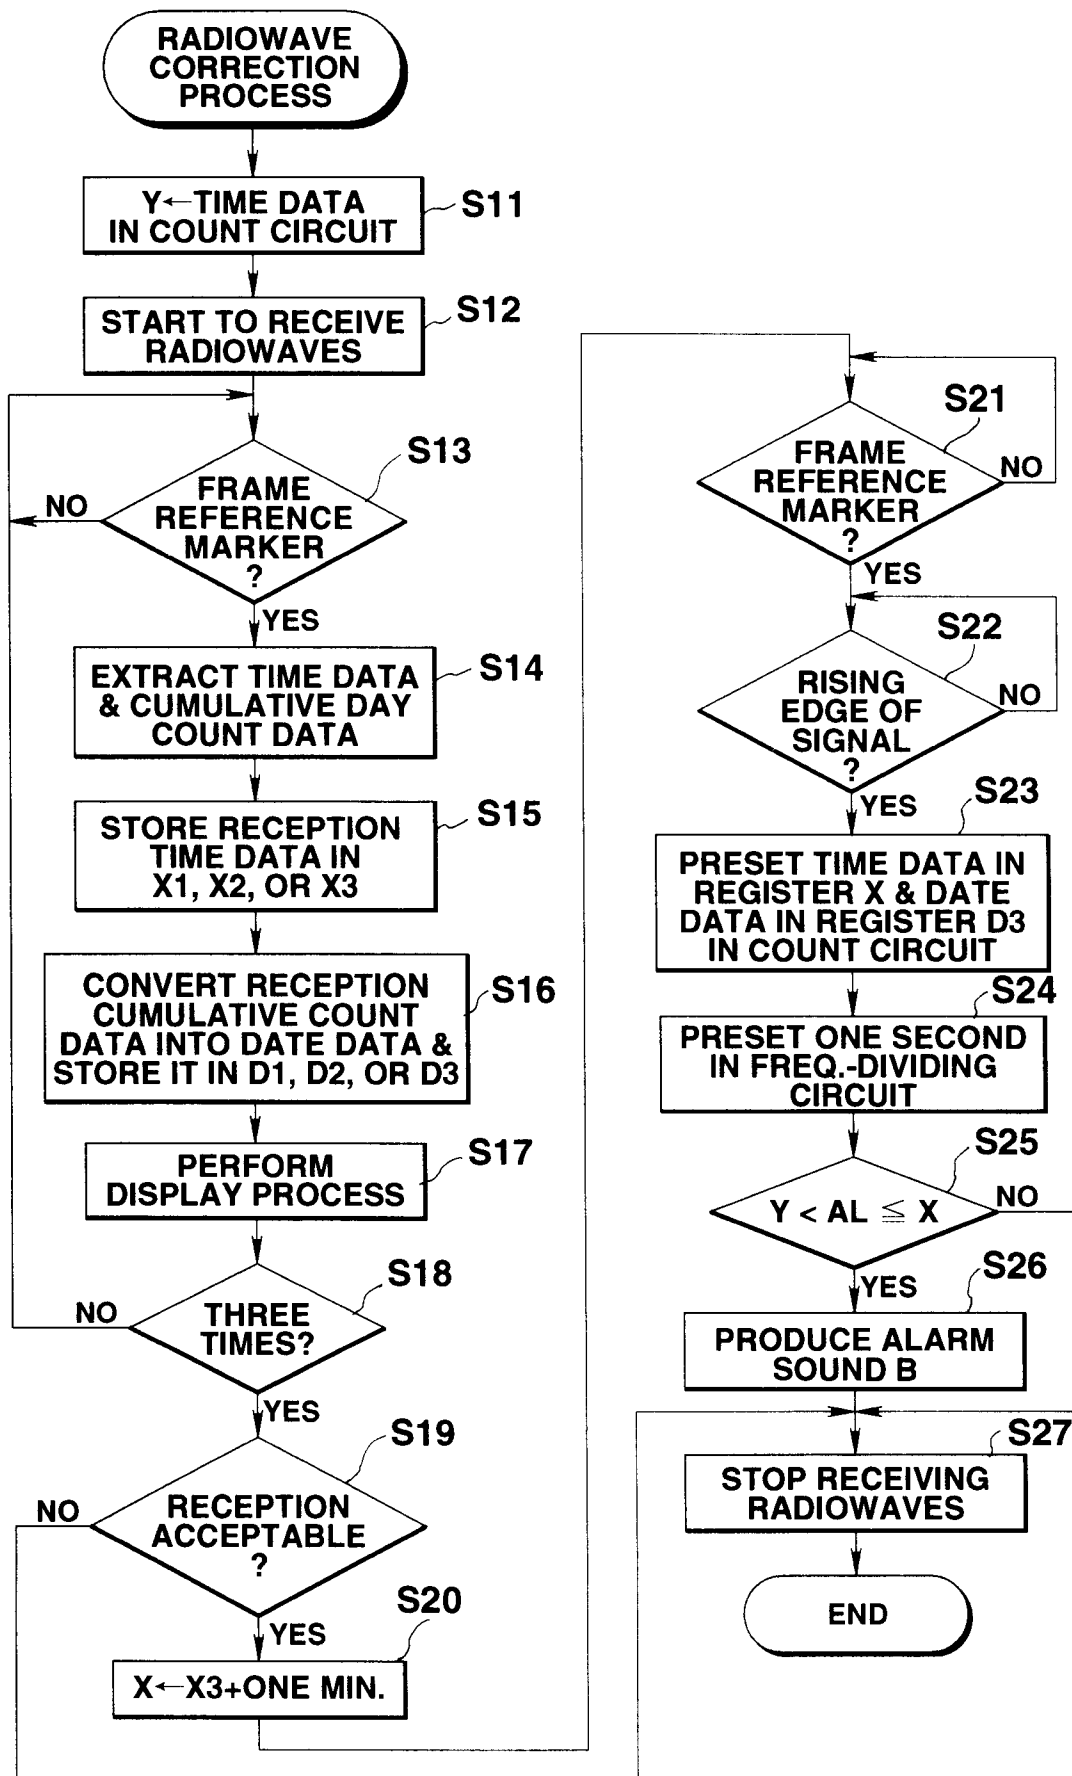 RADIOWAVE
CORRECTION
PROCESS
Y←TIME DATA
IN COUNT CIRCUIT
S11
START TO RECEIVE
RADIOWAVES
S12
S13
NO
FRAME
REFERENCE
MARKER
?
YES
EXTRACT TIME DATA
& CUMULATIVE DAY
COUNT DATA
S14
STORE RECEPTION
TIME DATA IN
X1, X2, OR X3
S15
CONVERT RECEPTION
CUMULATIVE COUNT
DATA INTO DATE DATA &
STORE IT IN D1, D2, OR D3
S16
PERFORM
DISPLAY PROCESS
S17
S18
NO
THREE
TIMES?
YES
S19
NO
RECEPTION
ACCEPTABLE
?
YES
S20
X←X3+ONE MIN.
S21
FRAME
REFERENCE
MARKER
?
NO
YES
S22
RISING
EDGE OF
SIGNAL
?
NO
YES
S23
PRESET TIME DATA IN
REGISTER X & DATE
DATA IN REGISTER D3
IN COUNT CIRCUIT
S24
PRESET ONE SECOND
IN FREQ.-DIVIDING
CIRCUIT
S25
Y < AL ≦ X
NO
YES
S26
PRODUCE ALARM
SOUND B
S27
STOP RECEIVING
RADIOWAVES
END